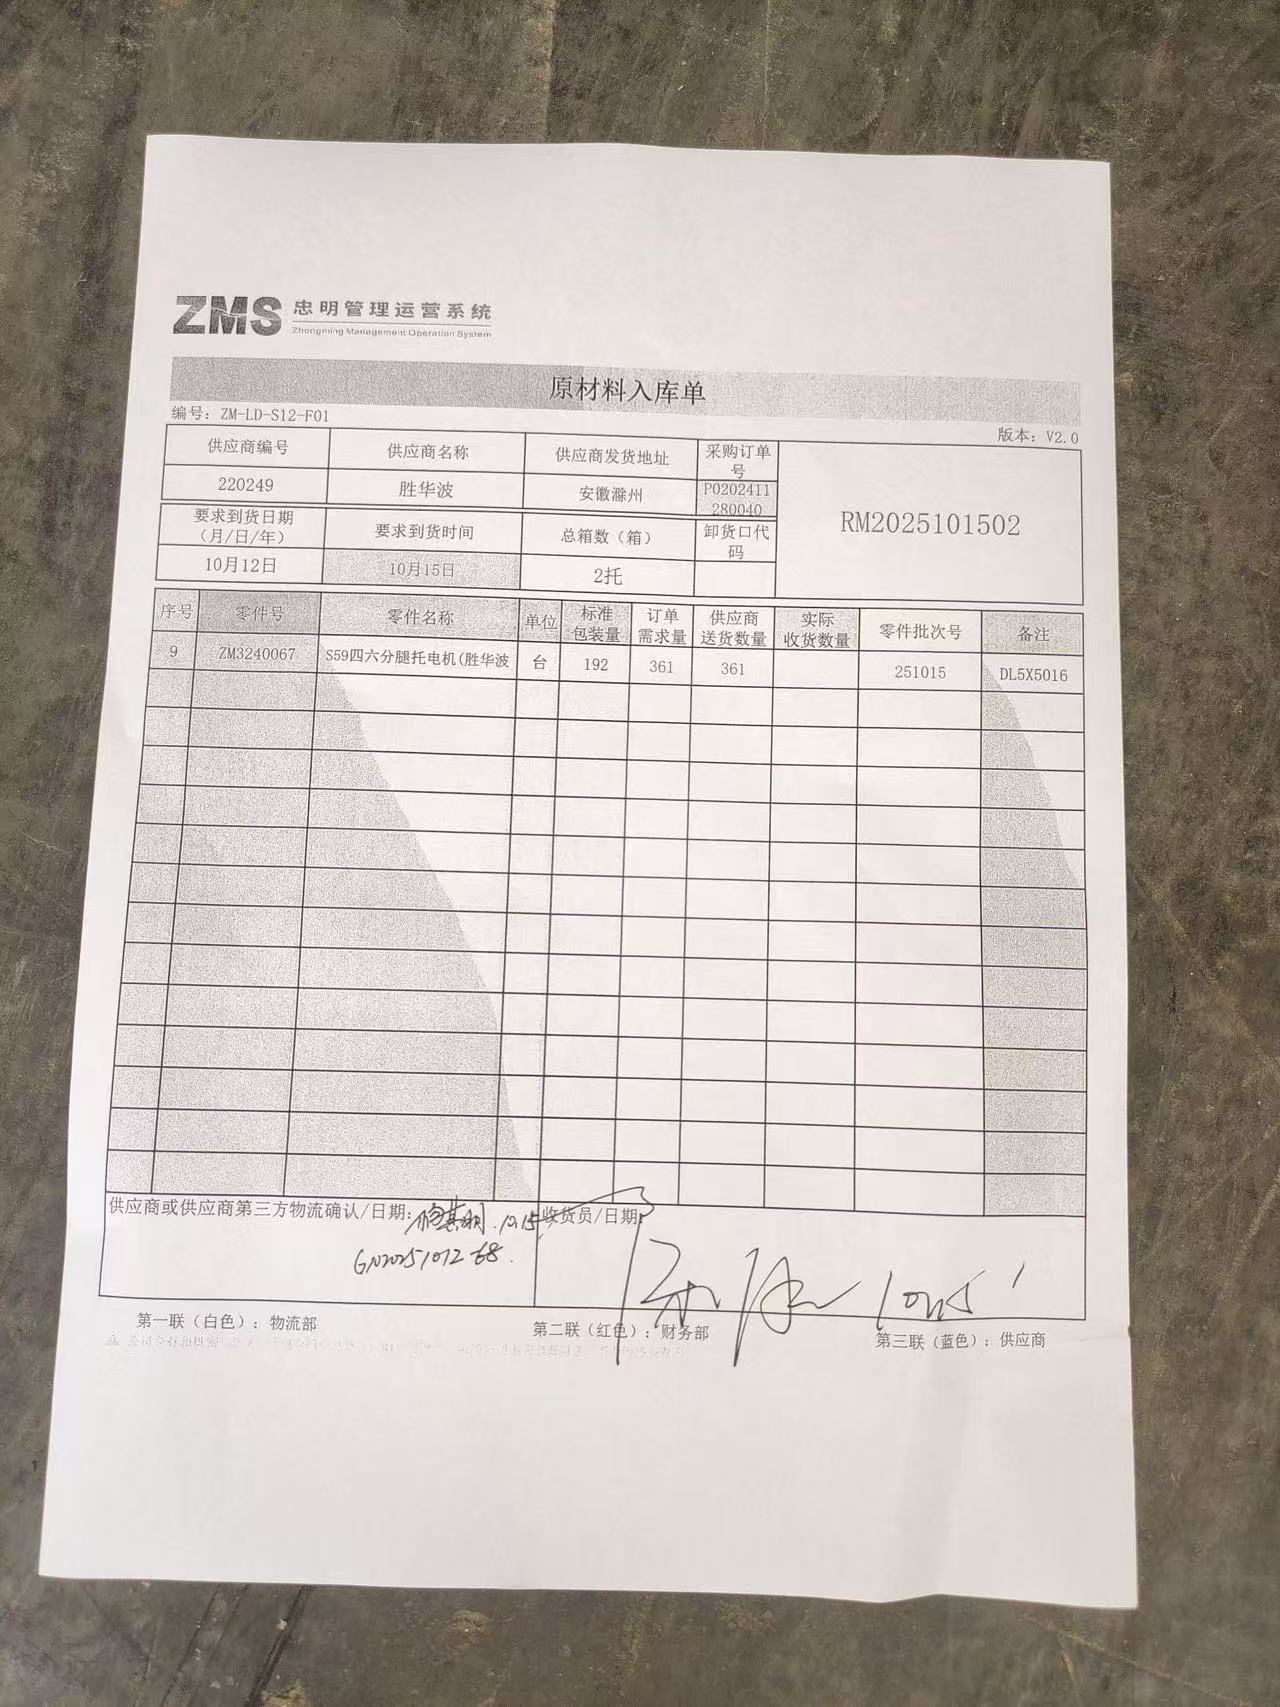 ZMS 忠明管理运营系统
Zhongming Management Operation System
原材料入库单
编号: ZM-LD-S12-F01
版本: V2.0
供应商编号 供应商名称 供应商发货地址 采购订单号
220249 胜华波 安徽滁州 P0202411280040
RM2025101502
要求到货日期(月/日/年) 要求到货时间 总箱数（箱） 卸货口代码
10月12日 10月15日 2托
序号 零件号 零件名称 单位 标准包装量 订单需求量 供应商送货数量 实际收货数量 零件批次号 备注
9 ZM3240067 S59四六分腿托电机(胜华波 台 192 361 361 251015 DL5X5016
供应商或供应商第三方物流确认/日期: 10.15 收货员/日期:
第一联（白色）: 物流部 第二联（红色）: 财务部 第三联（蓝色）: 供应商